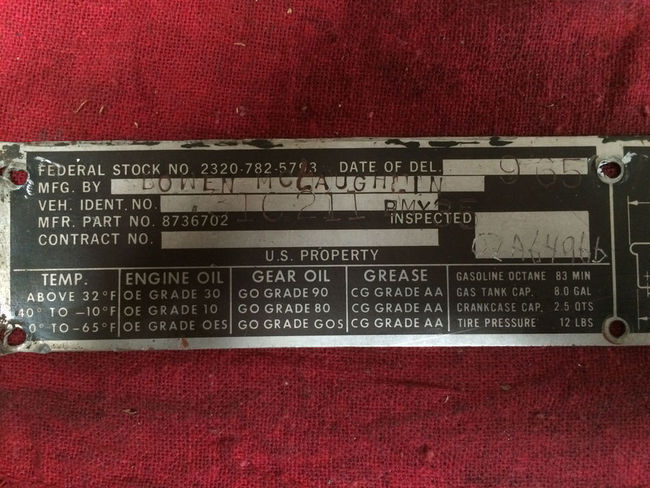 FEDERAL STOCK NO. 2320-782-5793 DATE OF DEL. 9 65
MFG. BY BOWEN MCLAUGHLIN
VEH. IDENT. NO. 1C211
MFR. PART NO. 8736702 INSPECTED
CONTRACT NO.
U.S. PROPERTY
TEMP. ENGINE OIL GEAR OIL GREASE GASOLINE OCTANE 83 MIN
ABOVE 32°F OE GRADE 30 GO GRADE 90 CG GRADE AA GAS TANK CAP. 8.0 GAL
40° TO -10°F OE GRADE 10 GO GRADE 80 CG GRADE AA CRANKCASE CAP. 2.5 QTS
0° TO -65°F OE GRADE OES GO GRADE GOS CG GRADE AA TIRE PRESSURE 12 LBS